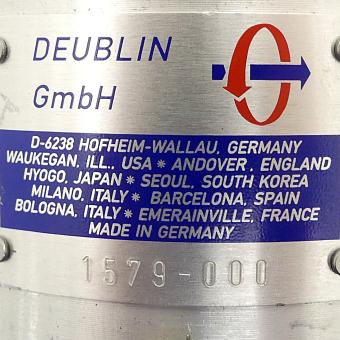 DEUBLIN
GmbH
D-6238 HOFHEIM-WALLAU, GERMANY
WAUKEGAN, ILL., USA * ANDOVER, ENGLAND
HYOGO, JAPAN * SEOUL, SOUTH KOREA
MILANO, ITALY * BARCELONA, SPAIN
BOLOGNA, ITALY * EMERAINVILLE, FRANCE
MADE IN GERMANY
1579-000